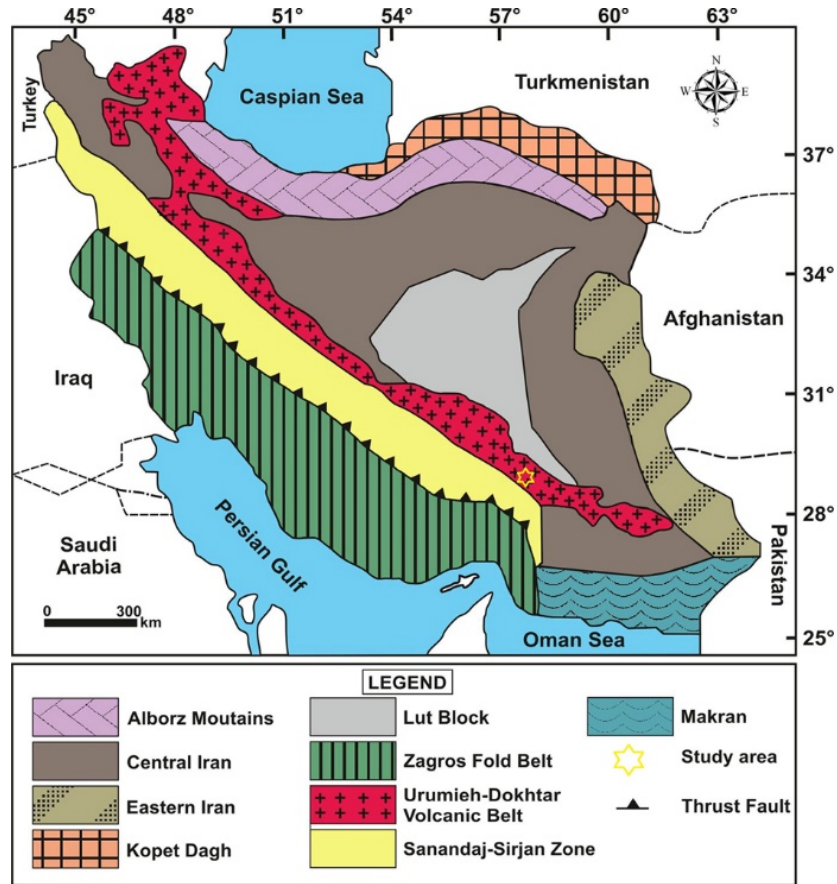 45° 48° 51° 54° 57° 60° 63°
Turkey
Caspian Sea
Turkmenistan
N
W E
S
37°
34°
Afghanistan
Iraq
31°
Persian Gulf
28°
Saudi
Arabia
Pakistan
0 300
km
Oman Sea
25°
LEGEND
Alborz Moutains
Lut Block
Makran
Central Iran
Zagros Fold Belt
Study area
Eastern Iran
Urumieh-Dokhtar
Volcanic Belt
Thrust Fault
Kopet Dagh
Sanandaj-Sirjan Zone